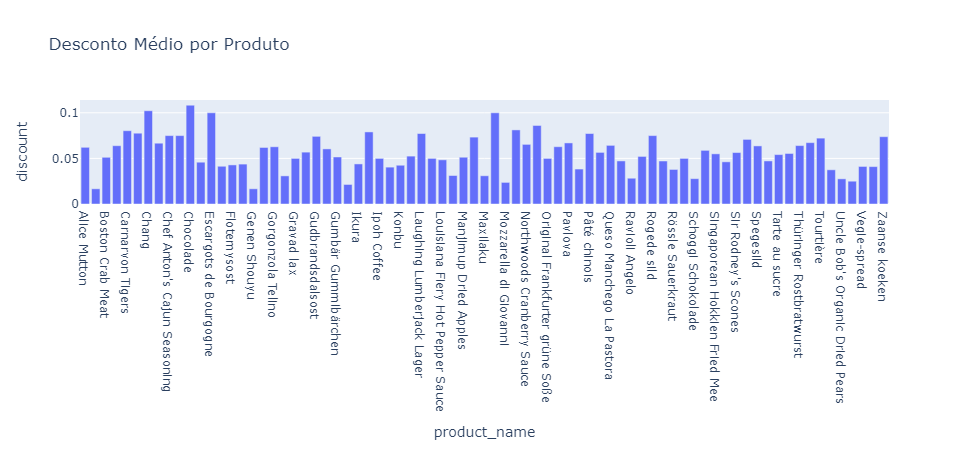 Desconto Médio por Produto
discount
0.1
0.05
0
Alice Mutton
Boston Crab Meat
Carnarvon Tigers
Chang
Chef Anton's Cajun Seasoning
Chocolade
Escargots de Bourgogne
Flotemysost
Genen Shouyu
Gorgonzola Telino
Gravad lax
Gudbrandsdalsost
Gumbär Gummibärchen
Ikura
Ipoh Coffee
Konbu
Laughing Lumberjack Lager
Louisiana Fiery Hot Pepper Sauce
Manjimup Dried Apples
Maxilaku
Mozzarella di Giovanni
Northwoods Cranberry Sauce
Original Frankfurter grüne Soße
Pavlova
Pâté chinois
Queso Manchego La Pastora
Ravioli Angelo
Rogede sild
Rössle Sauerkraut
Schoggi Schokolade
Singaporean Hokkien Fried Mee
Sir Rodney's Scones
Spegesild
Tarte au sucre
Thüringer Rostbratwurst
Tourtière
Uncle Bob's Organic Dried Pears
Vegie-spread
Zaanse koeken
product_name